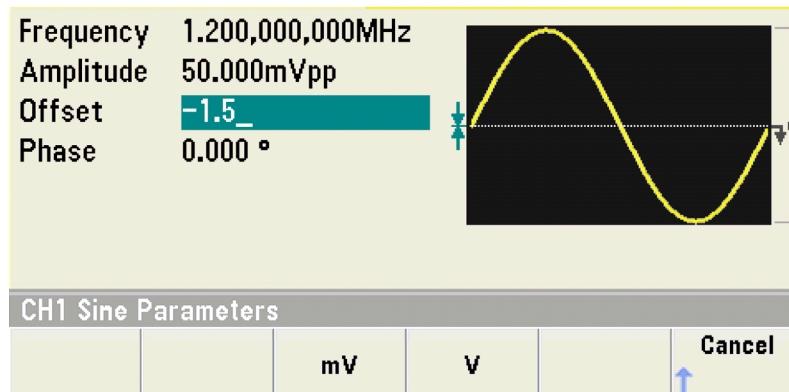 Frequency 1.200,000,000MHz
Amplitude 50.000mVpp
Offset -1.5_
Phase 0.000 °
CH1 Sine Parameters
mV V Cancel